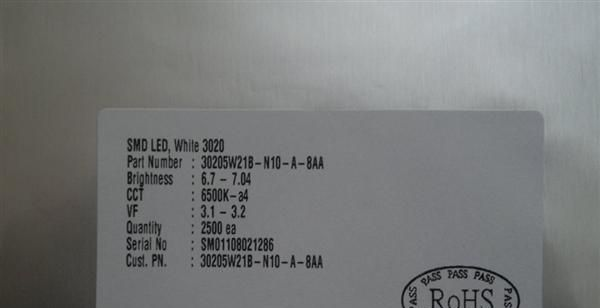 SMD LED, White 3020
Part Number : 30205W21B-N10-A-8AA
Brightness : 6.7 - 7.04
CCT : 6500K-a4
VF : 3.1 - 3.2
Quantity : 2500 ea
Serial No : SM01108021286
Cust. PN. : 30205W21B-N10-A-8AA
PASS PASS PASS PASS PASS
RoHS